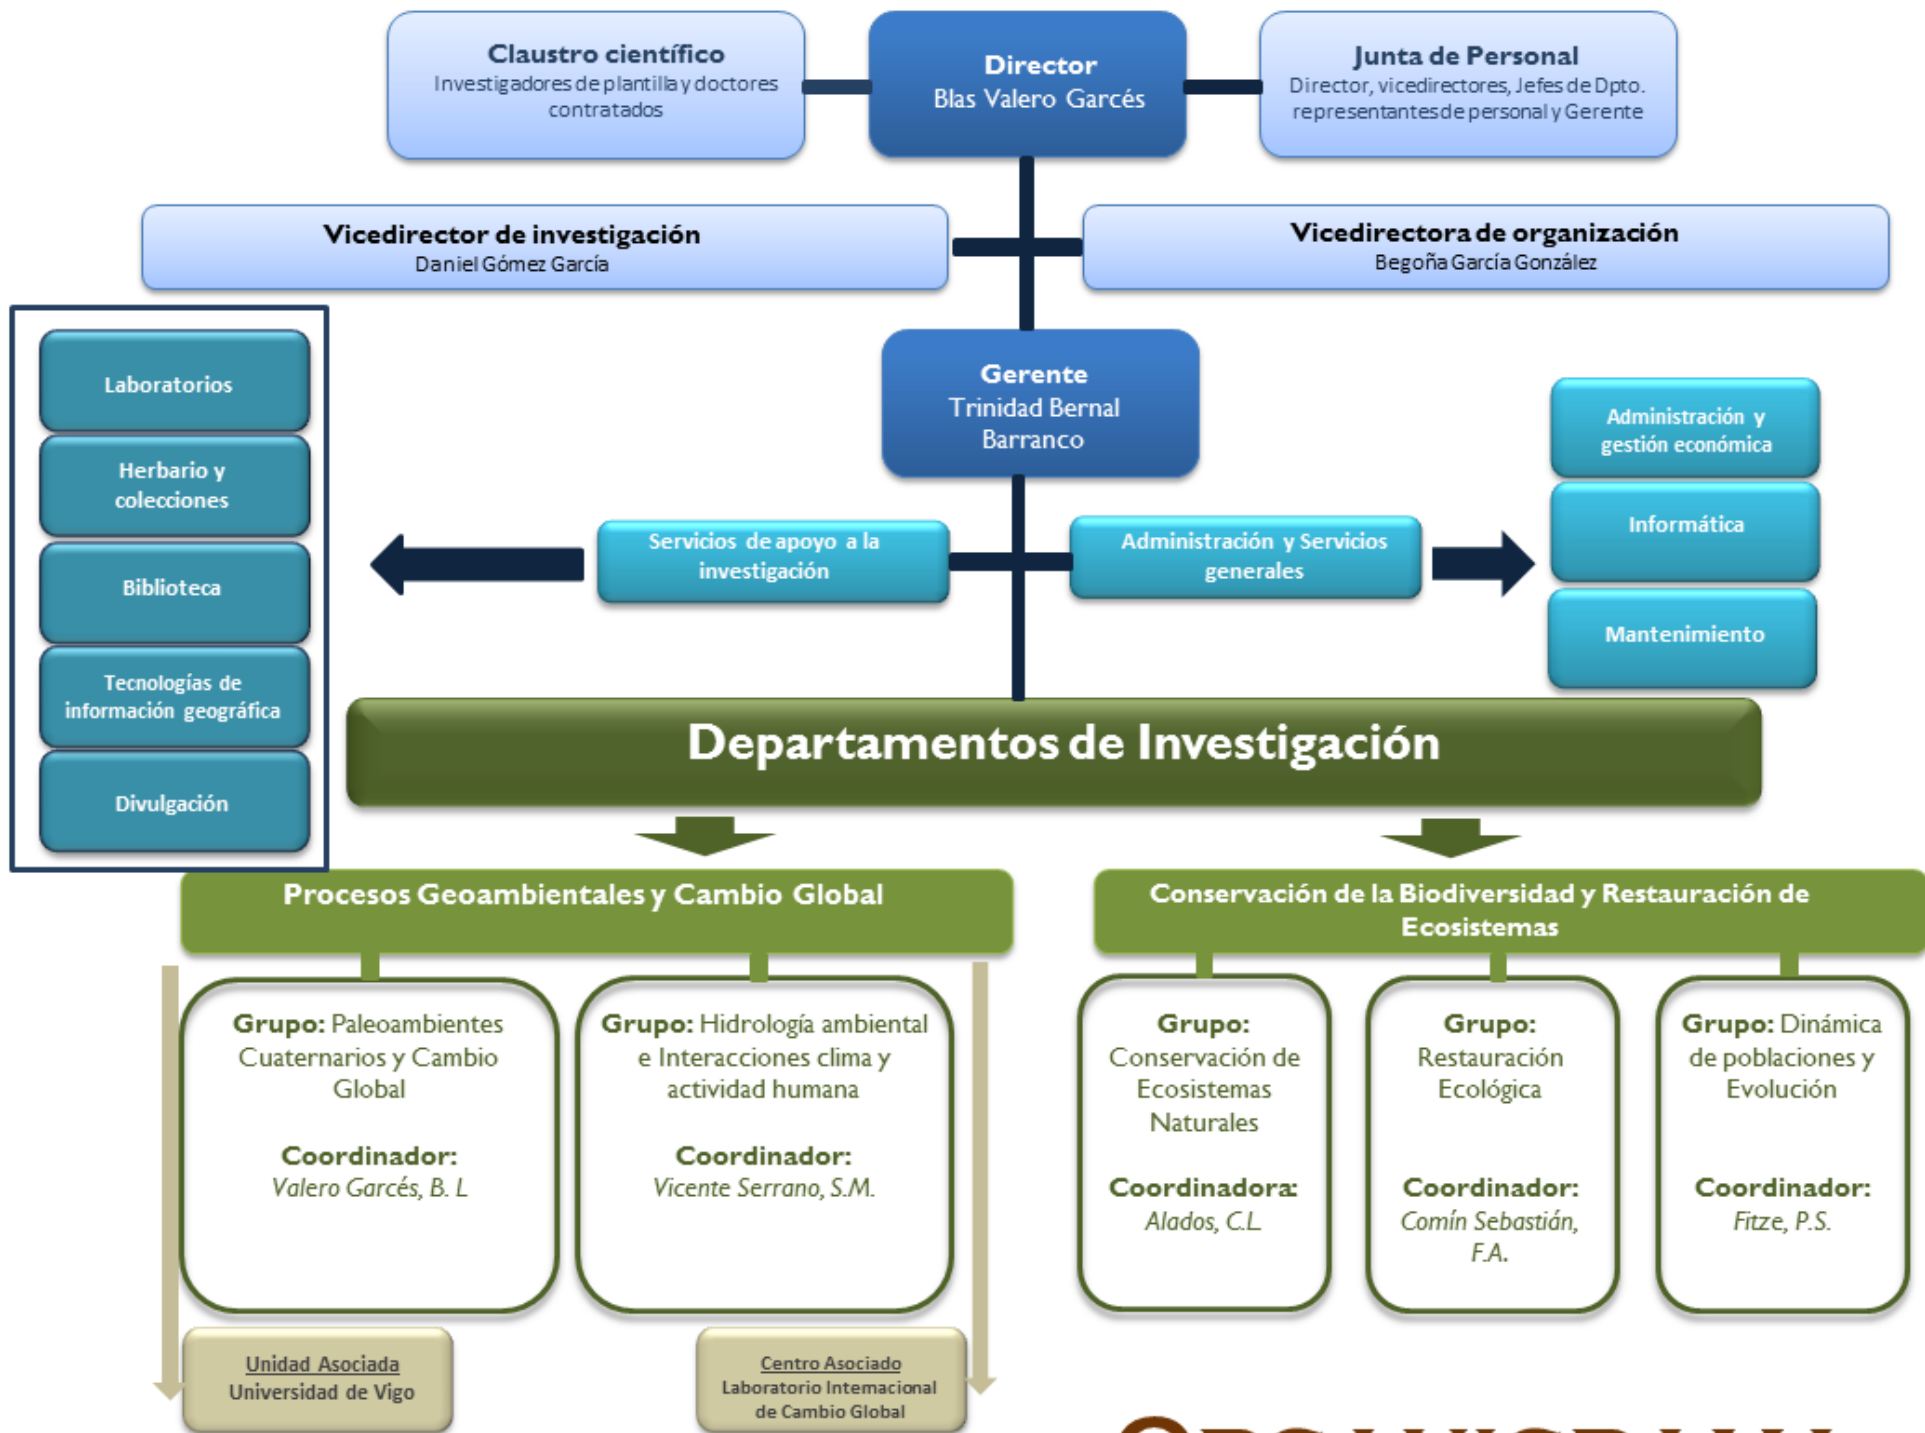 Claustro científico
Investigadores de plantilla y doctores
contratados
Director
Blas Valero Garcés
Junta de Personal
Director, vicedirectores, Jefes de Dpto.
representantes de personal y Gerente
Vicedirector de investigación
Daniel Gómez García
Vicedirectora de organización
Begoña García González
Gerente
Trinidad Bernal
Barranco
Laboratorios
Herbario y
colecciones
Biblioteca
Tecnologías de
información geográfica
Divulgación
Servicios de apoyo a la
investigación
Administración y Servicios
generales
Administración y
gestión económica
Informática
Mantenimiento
Departamentos de Investigación
Procesos Geoambientales y Cambio Global
Grupo: Paleoambientes
Cuaternarios y Cambio
Global
Coordinador:
Valero Garcés, B. L
Grupo: Hidrología ambiental
e Interacciones clima y
actividad humana
Coordinador:
Vicente Serrano, S.M.
Unidad Asociada
Universidad de Vigo
Centro Asociado
Laboratorio Internacional
de Cambio Global
Conservación de la Biodiversidad y Restauración de
Ecosistemas
Grupo:
Conservación de
Ecosistemas
Naturales
Coordinadora:
Alados, C.L.
Grupo:
Restauración
Ecológica
Coordinador:
Comín Sebastián,
F.A.
Grupo: Dinámica
de poblaciones y
Evolución
Coordinador:
Fitze, P.S.